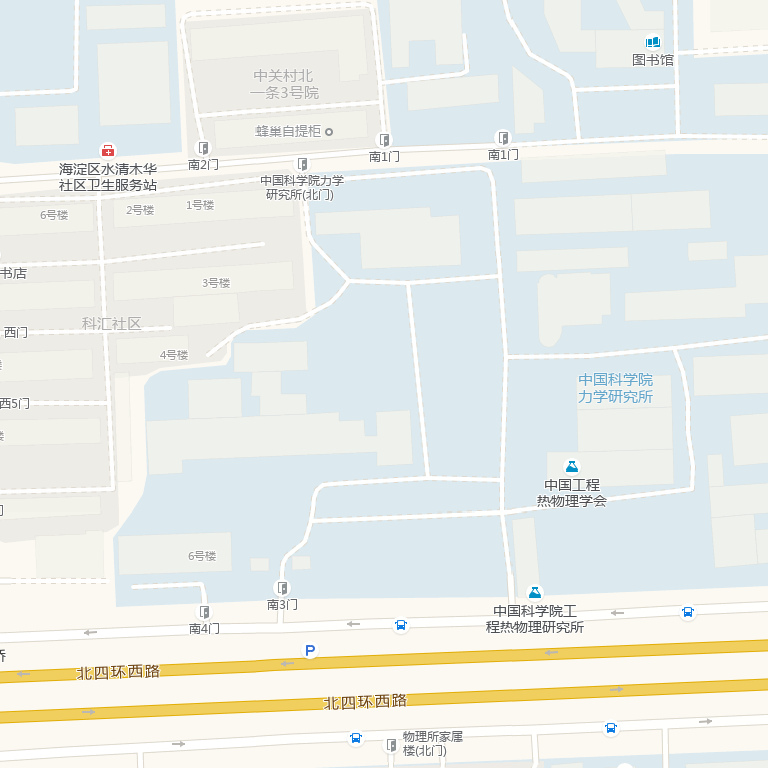 图书馆
中关村北
一条3号院
蜂巢自提柜
南1门
南1门
南2门
海淀区水清木华
社区卫生服务站
中国科学院力学
研究所(北门)
6号楼
2号楼
1号楼
书店
3号楼
科汇社区
西门
4号楼
西5门
中国科学院
力学研究所
中国工程
热物理学会
6号楼
南3门
南4门
中国科学院工
程热物理研究所
P
北四环西路
北四环西路
物理所家属
楼(北门)